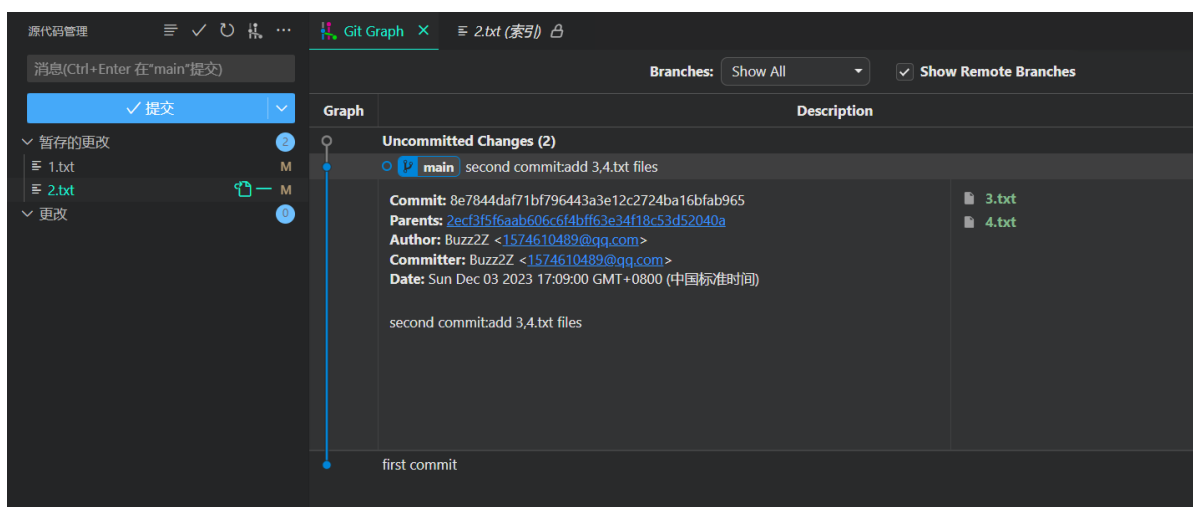 源代码管理
Git Graph
2.txt (索引)
消息(Ctrl+Enter 在"main"提交)
Branches: Show All
Show Remote Branches
提交
Graph
Description
暂存的更改 2
Uncommitted Changes (2)
1.txt M
main second commit:add 3,4.txt files
2.txt M
更改 0
Commit: 8e7844daf71bf796443a3e12c2724ba16bfab965
Parents: 2ecf3f5f6aab606c6f4bff63e34f18c53d52040a
Author: Buzz2Z <1574610489@qq.com>
Committer: Buzz2Z <1574610489@qq.com>
Date: Sun Dec 03 2023 17:09:00 GMT+0800 (中国标准时间)
second commit:add 3,4.txt files
3.txt
4.txt
first commit